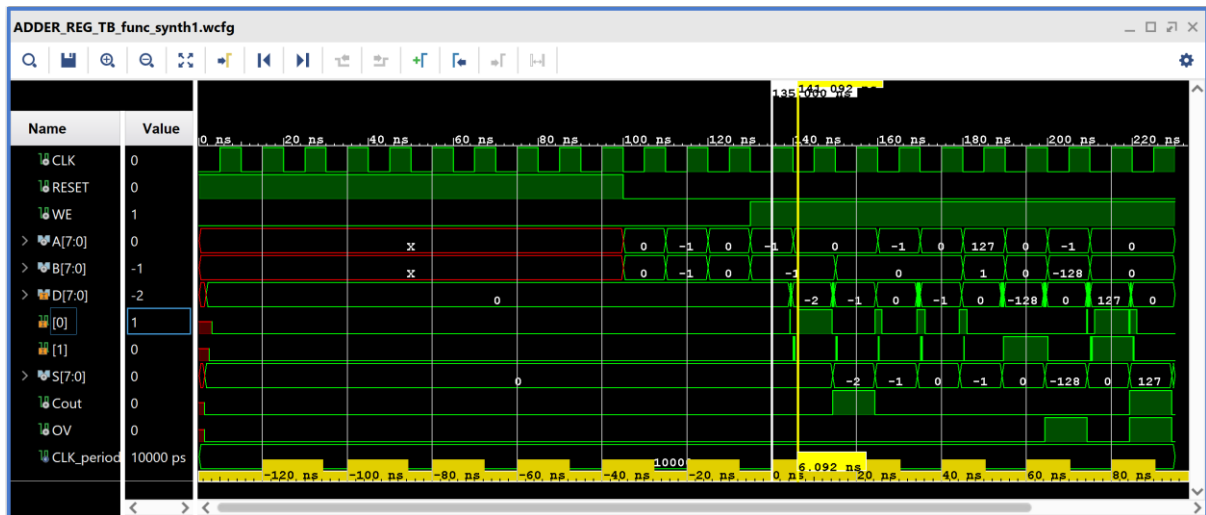 ADDER_REG_TB_func_synth1.wcfg
141.092 ns
135.000 ns
Name Value
0 ns 20 ns 40 ns 60 ns 80 ns 100 ns 120 ns 140 ns 160 ns 180 ns 200 ns 220 ns
CLK 0
RESET 0
WE 1
A[7:0] 0 X 0 -1 0 -1 0 -1 0 127 0 -1 0
B[7:0] -1 X 0 -1 0 -1 0 1 0 -128 0
D[7:0] -2 0 -2 -1 0 -1 0 -128 0 127 0
[0] 1
[1] 0
S[7:0] 0 0 -2 -1 0 -1 0 -128 0 127
Cout 0
OV 0
CLK_period 10000 ps 1000
6.092 ns
-120 ns -100 ns -80 ns -60 ns -40 ns -20 ns 0 ns 20 ns 40 ns 60 ns 80 ns